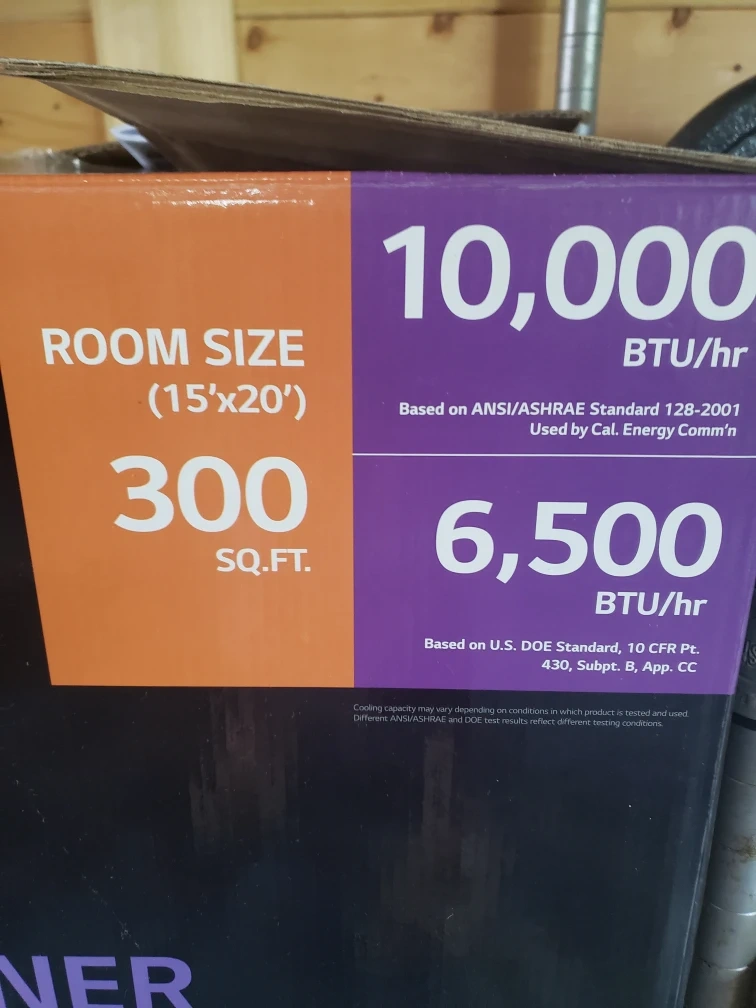 ROOM SIZE
(15'x20')
300
SQ.FT.
10,000
BTU/hr
Based on ANSI/ASHRAE Standard 128-2001
Used by Cal. Energy Comm'n
6,500
BTU/hr
Based on U.S. DOE Standard, 10 CFR Pt.
430, Subpt. B, App. CC
Cooling capacity may vary depending on conditions in which product is tested and used.
Different ANSI/ASHRAE and DOE test results reflect different testing conditions.
NER